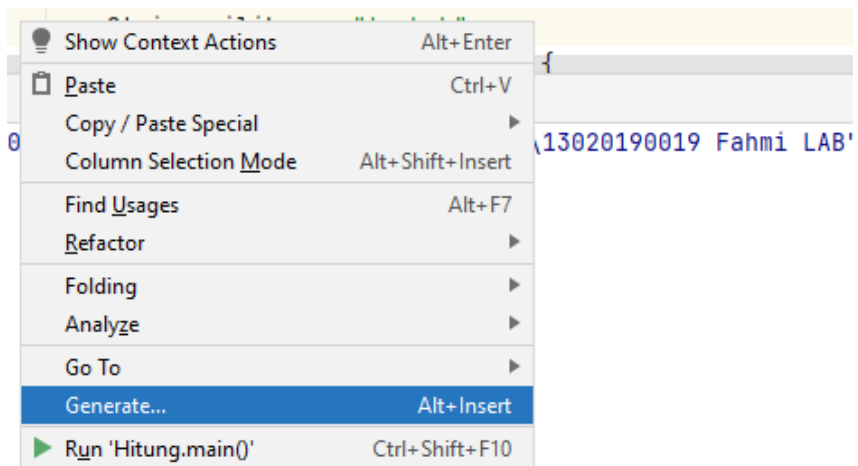 Show Context Actions Alt+Enter
{
Paste Ctrl+V
Copy / Paste Special
0 \13020190019 Fahmi LAB'
Column Selection Mode Alt+Shift+Insert
Find Usages Alt+F7
Refactor
Folding
Analyze
Go To
Generate... Alt+Insert
Run 'Hitung.main()' Ctrl+Shift+F10